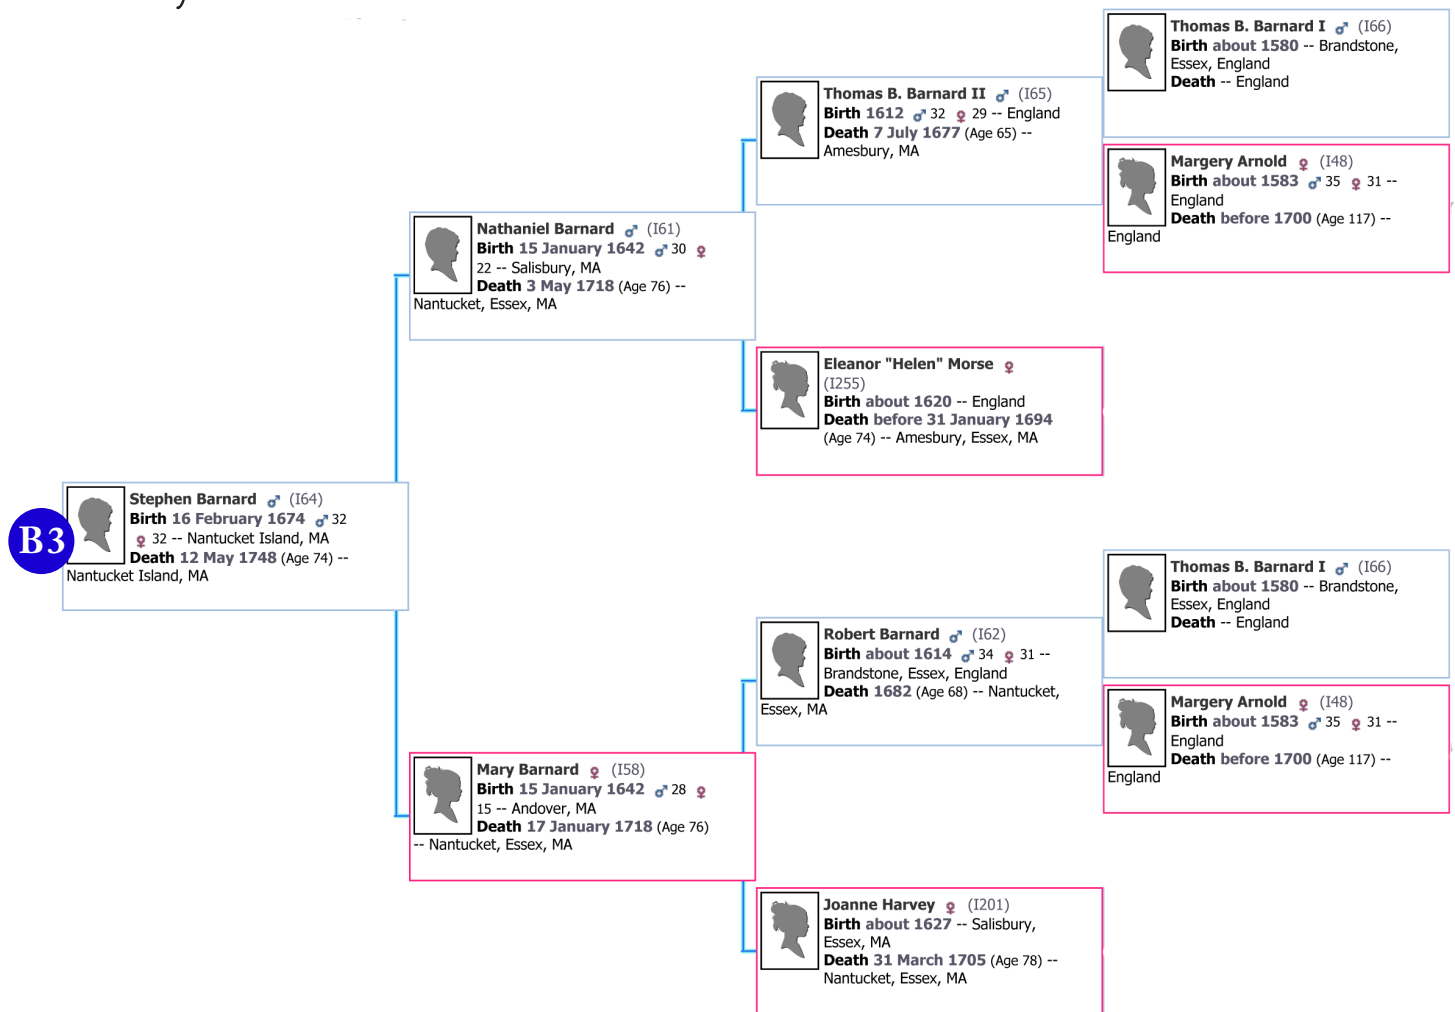 Thomas B. Barnard I ♂ (I66)
Birth about 1580 -- Brandstone,
Essex, England
Death -- England
Thomas B. Barnard II ♂ (I65)
Birth 1612 ♂ 32 ♀ 29 -- England
Death 7 July 1677 (Age 65) --
Amesbury, MA
Margery Arnold ♀ (I48)
Birth about 1583 ♂ 35 ♀ 31 --
England
Death before 1700 (Age 117) --
England
Nathaniel Barnard ♂ (I61)
Birth 15 January 1642 ♂ 30 ♀
22 -- Salisbury, MA
Death 3 May 1718 (Age 76) --
Nantucket, Essex, MA
Eleanor "Helen" Morse ♀
(I255)
Birth about 1620 -- England
Death before 31 January 1694
(Age 74) -- Amesbury, Essex, MA
B3
Stephen Barnard ♂ (I64)
Birth 16 February 1674 ♂ 32
♀ 32 -- Nantucket Island, MA
Death 12 May 1748 (Age 74) --
Nantucket Island, MA
Thomas B. Barnard I ♂ (I66)
Birth about 1580 -- Brandstone,
Essex, England
Death -- England
Robert Barnard ♂ (I62)
Birth about 1614 ♂ 34 ♀ 31 --
Brandstone, Essex, England
Death 1682 (Age 68) -- Nantucket,
Essex, MA
Margery Arnold ♀ (I48)
Birth about 1583 ♂ 35 ♀ 31 --
England
Death before 1700 (Age 117) --
England
Mary Barnard ♀ (I58)
Birth 15 January 1642 ♂ 28 ♀
15 -- Andover, MA
Death 17 January 1718 (Age 76)
-- Nantucket, Essex, MA
Joanne Harvey ♀ (I201)
Birth about 1627 -- Salisbury,
Essex, MA
Death 31 March 1705 (Age 78) --
Nantucket, Essex, MA